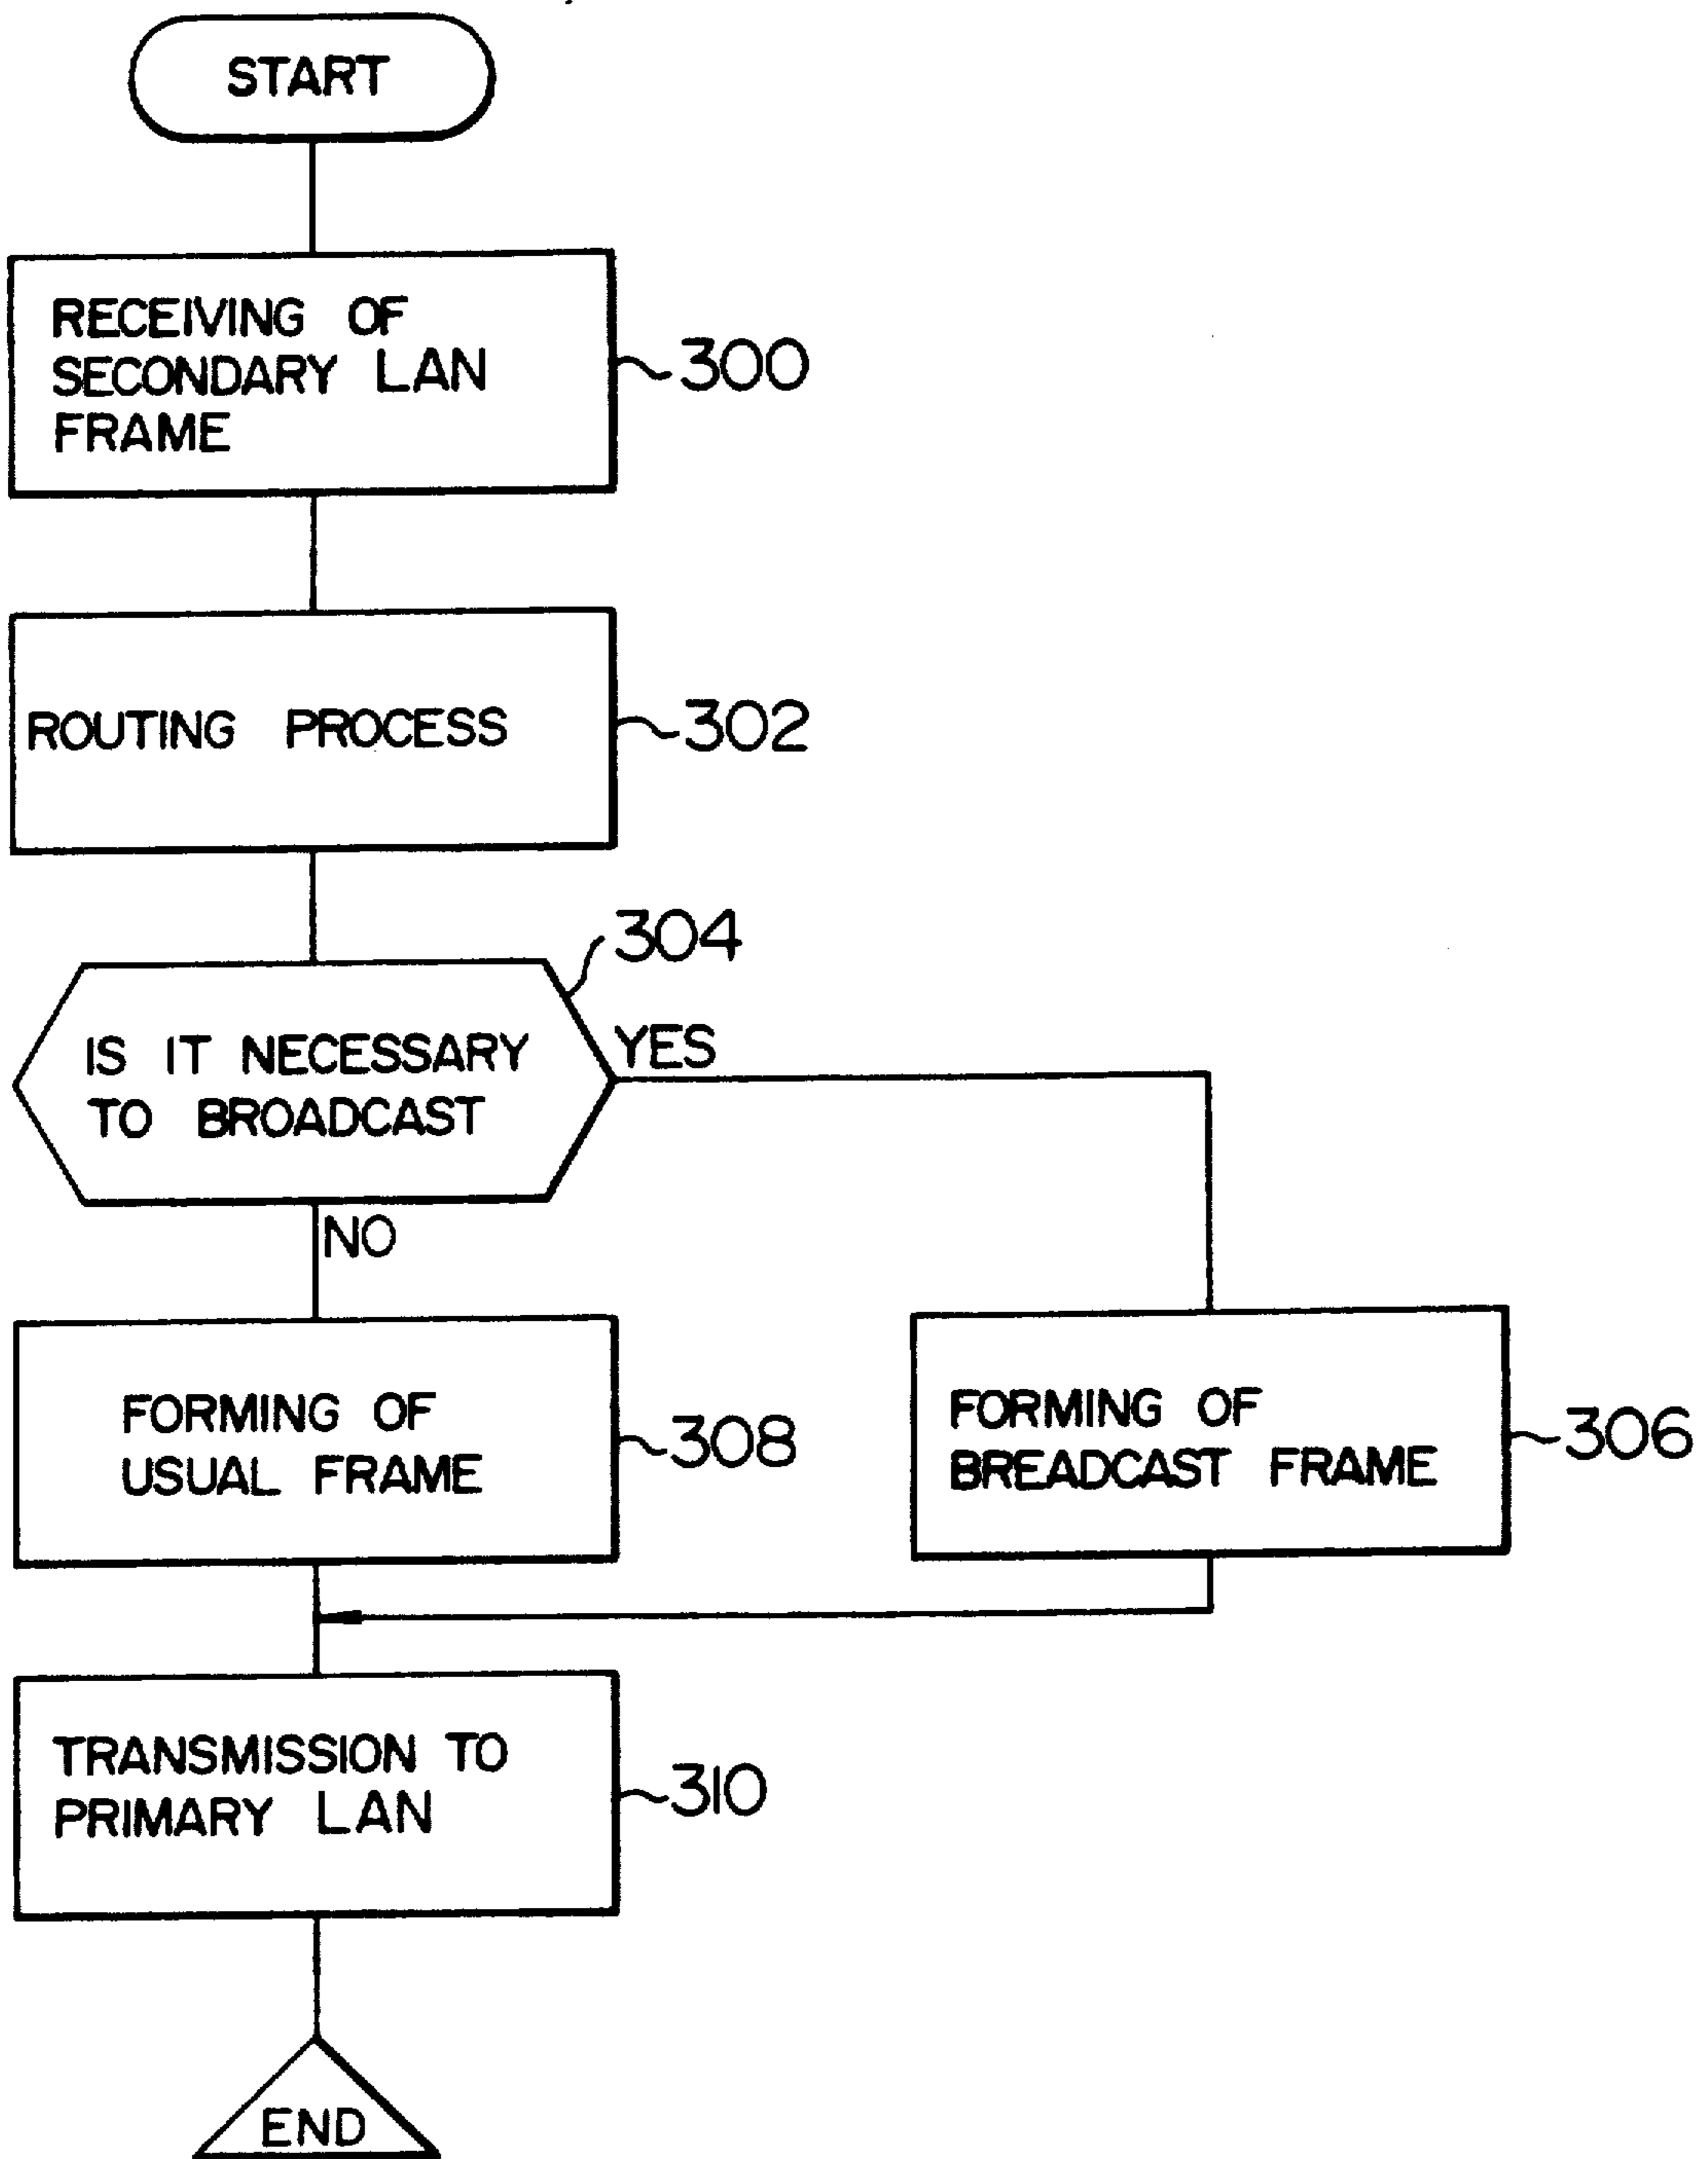 START
RECEIVING OF
SECONDARY LAN
FRAME
300
ROUTING PROCESS
302
304
IS IT NECESSARY
TO BROADCAST
YES
NO
FORMING OF
USUAL FRAME
308
FORMING OF
BREADCAST FRAME
306
TRANSMISSION TO
PRIMARY LAN
310
END